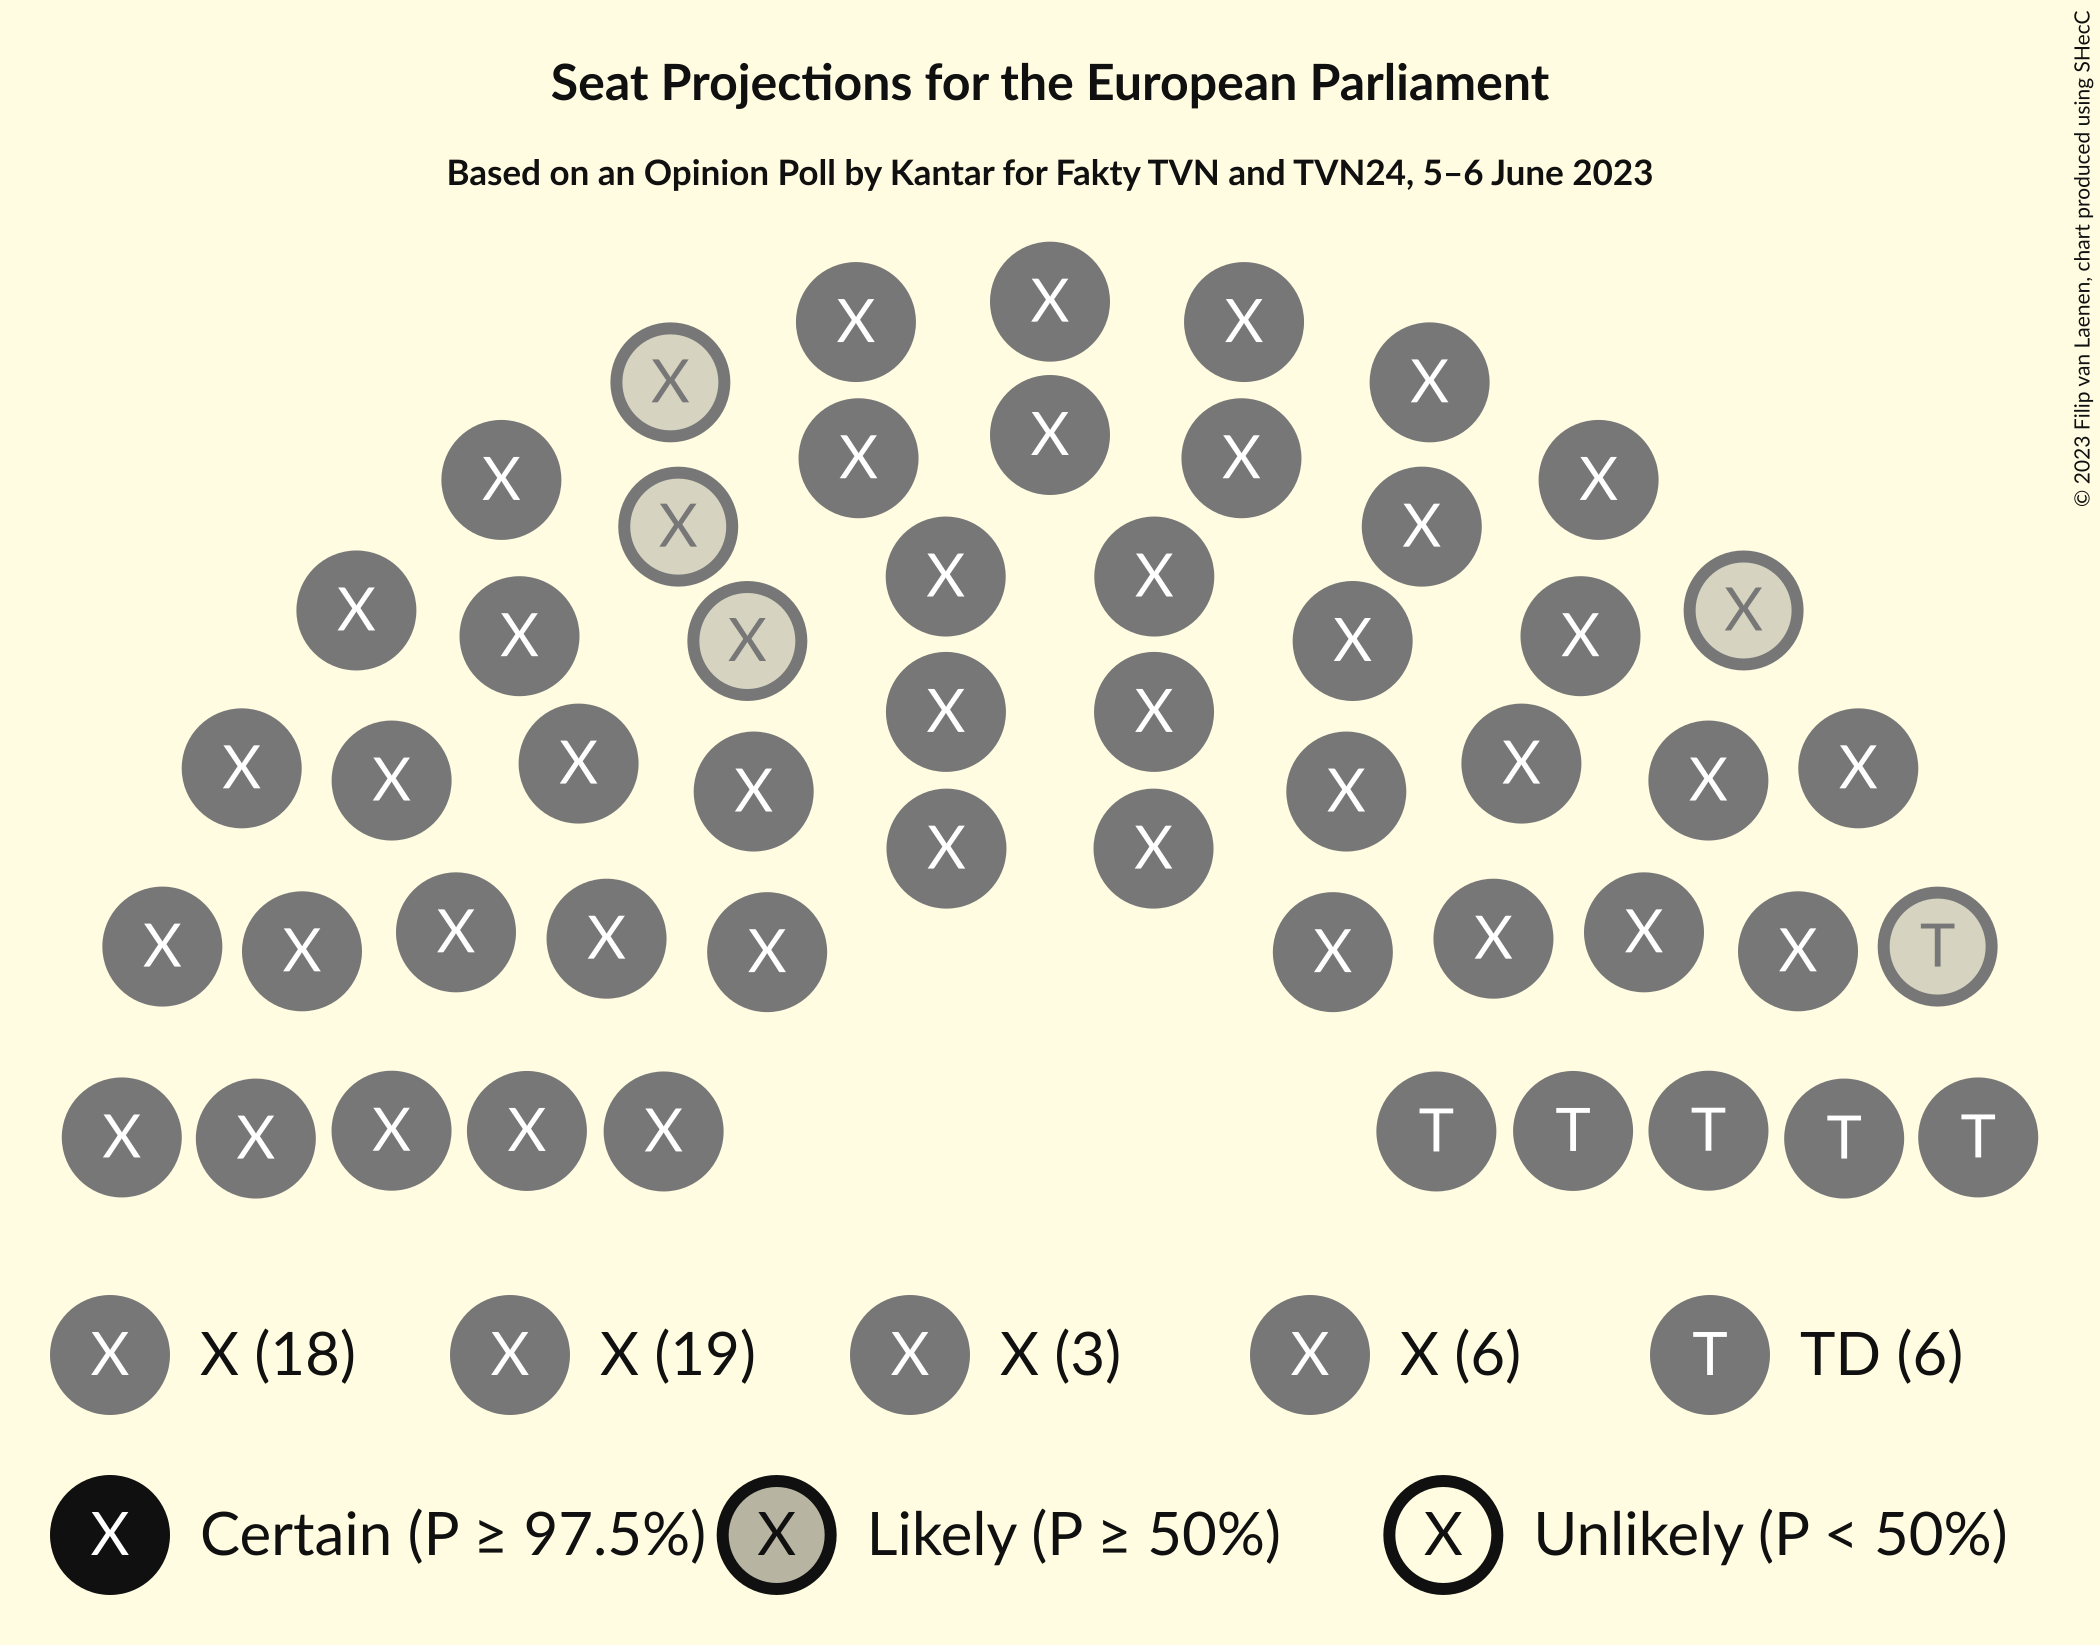 Seat Projections for the European Parliament
Based on an Opinion Poll by Kantar for Fakty TVN and TVN24, 5–6 June 2023
© 2023 Filip van Laenen, chart produced using SHecC
X
X X
X X
X
X X X
X X
X X
X X X X
X X X X
X X
X X X X
X X X X
X X
X X X X X X X X X T
X X X X X T T T T T
X X (18) X X (19) X X (3) X X (6) T TD (6)
X Certain (P ≥ 97.5%) X Likely (P ≥ 50%) X Unlikely (P < 50%)